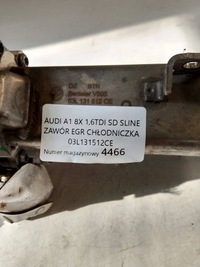 AUDI A1 8X 1,6TDI SD SLINE
ZAWÓR EGR CHŁODNICZKA
03L131512CE
Numer magazynowy 4466